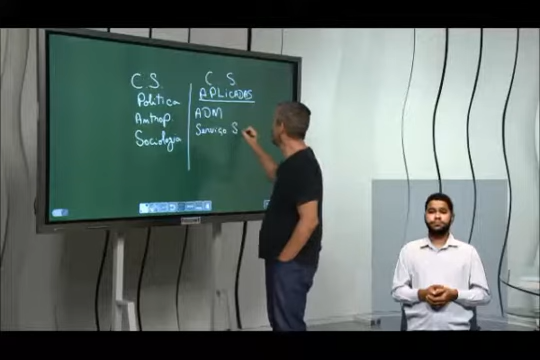 C.S.
Politica
Antrop.
Sociologia
C S
APLICADAS
ADM
Serviço S